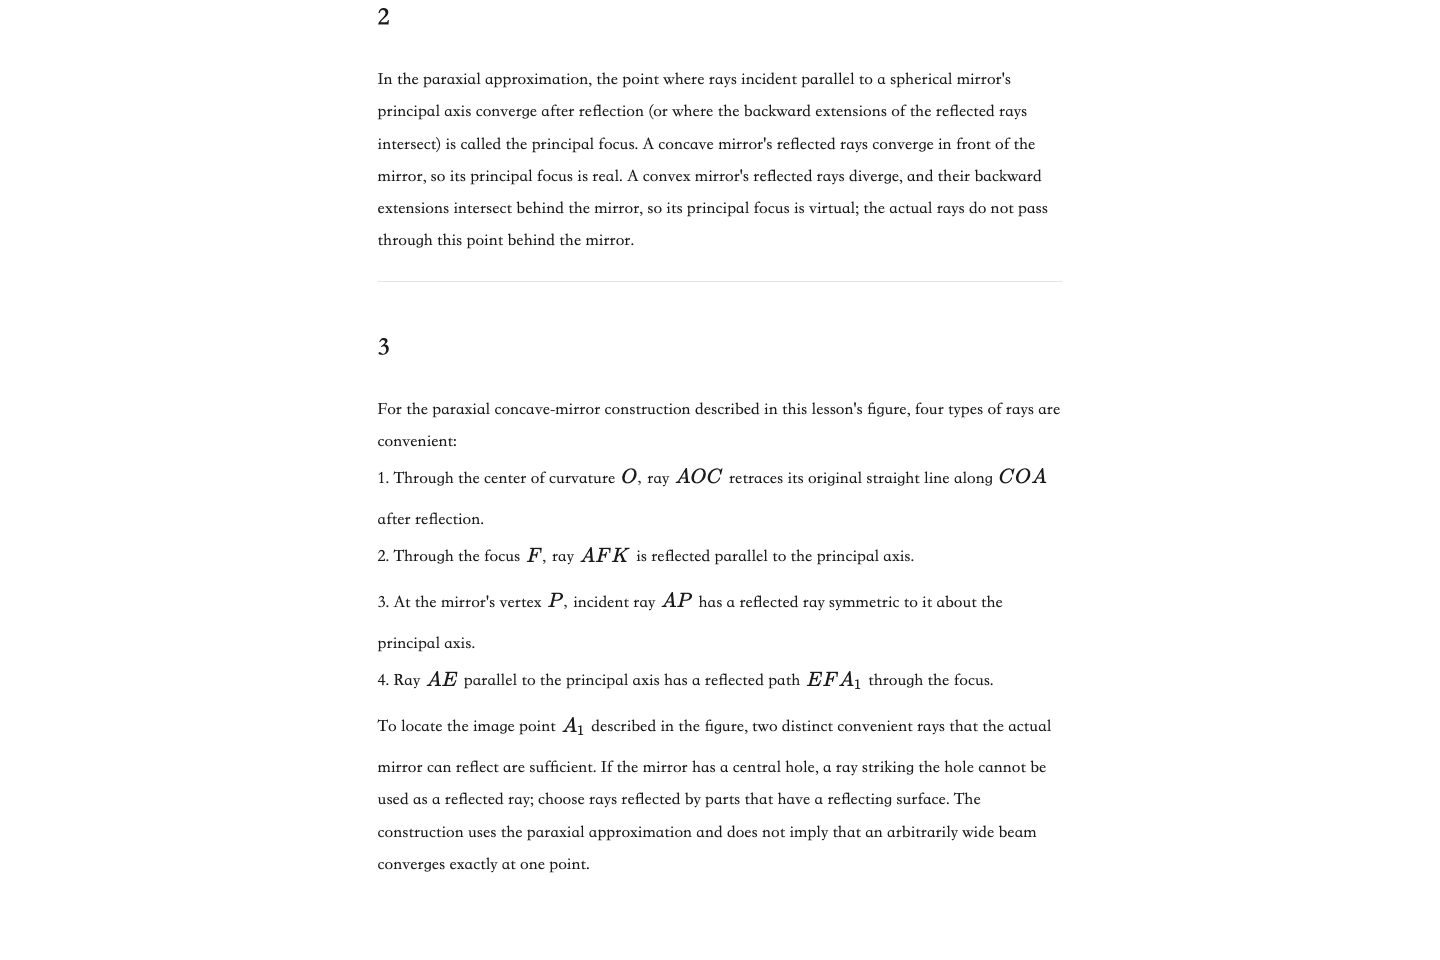 2
In the paraxial approximation, the point where rays incident parallel to a spherical mirror's
principal axis converge after reflection (or where the backward extensions of the reflected rays
intersect) is called the principal focus. A concave mirror's reflected rays converge in front of the
mirror, so its principal focus is real. A convex mirror's reflected rays diverge, and their backward
extensions intersect behind the mirror, so its principal focus is virtual; the actual rays do not pass
through this point behind the mirror.
3
For the paraxial concave-mirror construction described in this lesson's figure, four types of rays are
convenient:
1. Through the center of curvature O, ray AOC retraces its original straight line along COA
after reflection.
2. Through the focus F, ray AFK is reflected parallel to the principal axis.
3. At the mirror's vertex P, incident ray AP has a reflected ray symmetric to it about the
principal axis.
4. Ray AE parallel to the principal axis has a reflected path EFA₁ through the focus.
To locate the image point A₁ described in the figure, two distinct convenient rays that the actual
mirror can reflect are sufficient. If the mirror has a central hole, a ray striking the hole cannot be
used as a reflected ray; choose rays reflected by parts that have a reflecting surface. The
construction uses the paraxial approximation and does not imply that an arbitrarily wide beam
converges exactly at one point.